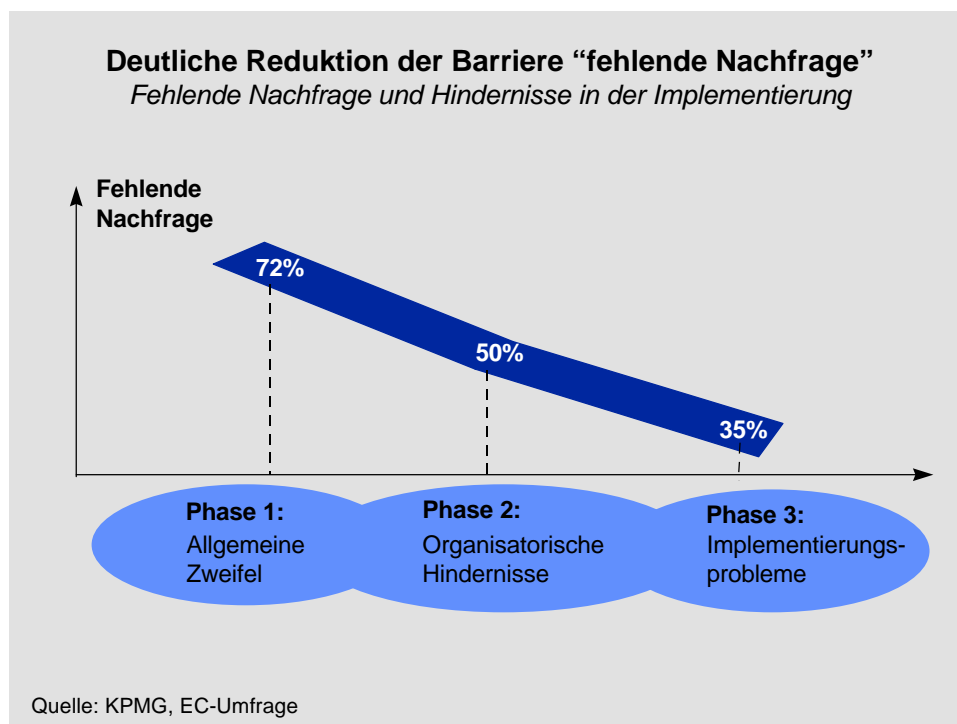 Deutliche Reduktion der Barriere “fehlende Nachfrage”
Fehlende Nachfrage und Hindernisse in der Implementierung
Fehlende
Nachfrage
72%
50%
35%
Phase 1:
Allgemeine
Zweifel
Phase 2:
Organisatorische
Hindernisse
Phase 3:
Implementierungs-
probleme
Quelle: KPMG, EC-Umfrage